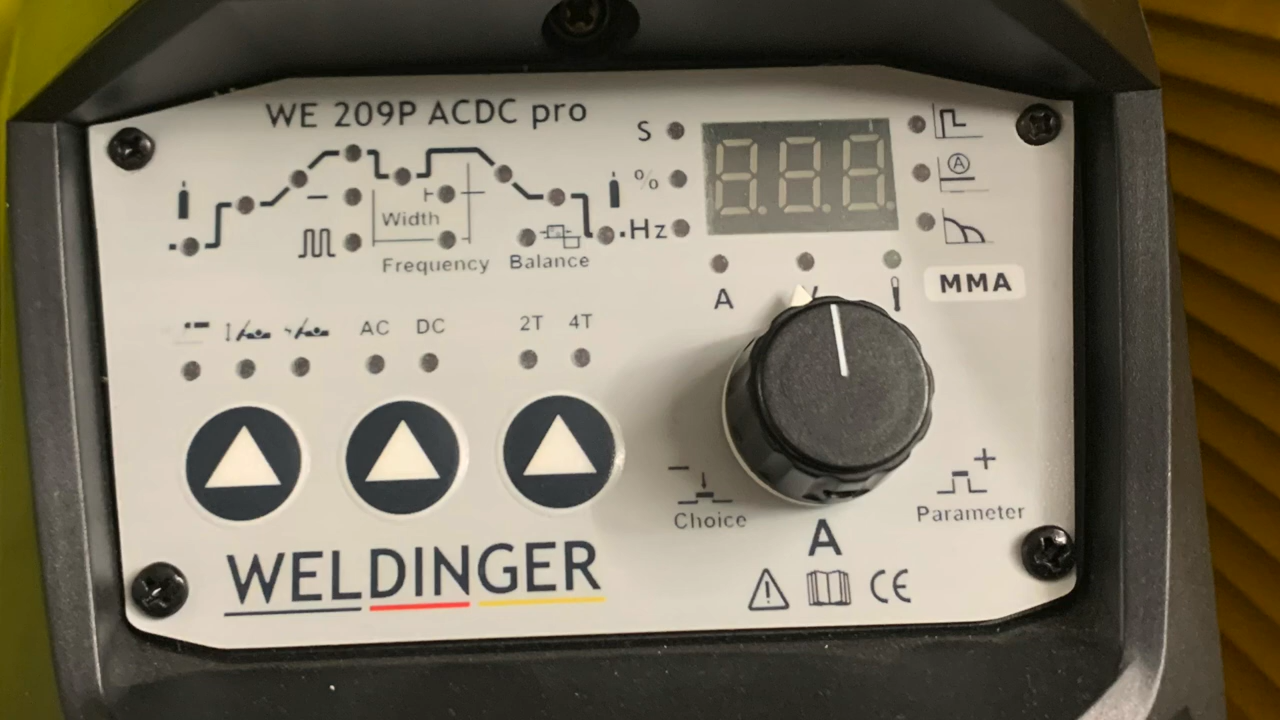 WE 209P ACDC pro
S
%
Hz
Width
Frequency
Balance
A
V
MMA
AC
DC
2T
4T
Choice
Parameter
A
WELDINGER
CE